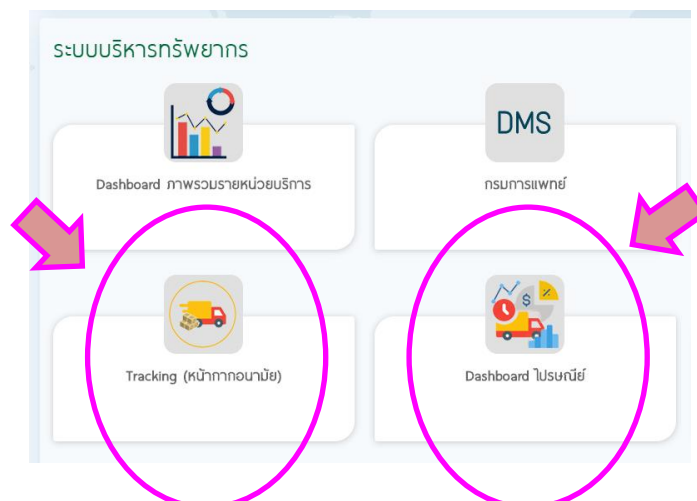 ระบบบริหารทรัพยากร
DMS
Dashboard ภาพรวมรายหน่วยบริการ
กรมการแพทย์
$ %
Tracking (หน้ากากอนามัย)
Dashboard ไปรษณีย์